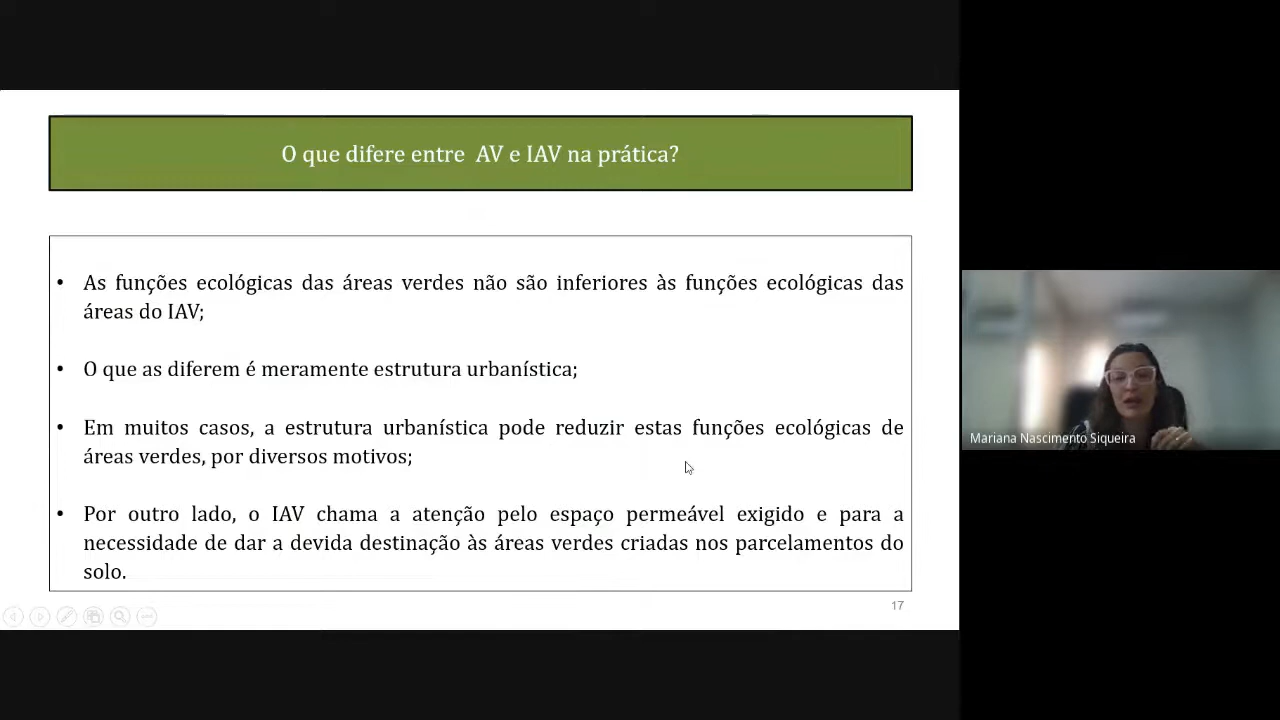 O que difere entre AV e IAV na prática?
• As funções ecológicas das áreas verdes não são inferiores às funções ecológicas das
áreas do IAV;
• O que as diferem é meramente estrutura urbanística;
• Em muitos casos, a estrutura urbanística pode reduzir estas funções ecológicas de
áreas verdes, por diversos motivos;
• Por outro lado, o IAV chama a atenção pelo espaço permeável exigido e para a
necessidade de dar a devida destinação às áreas verdes criadas nos parcelamentos do
solo.
17
Mariana Nascimento Siqueira